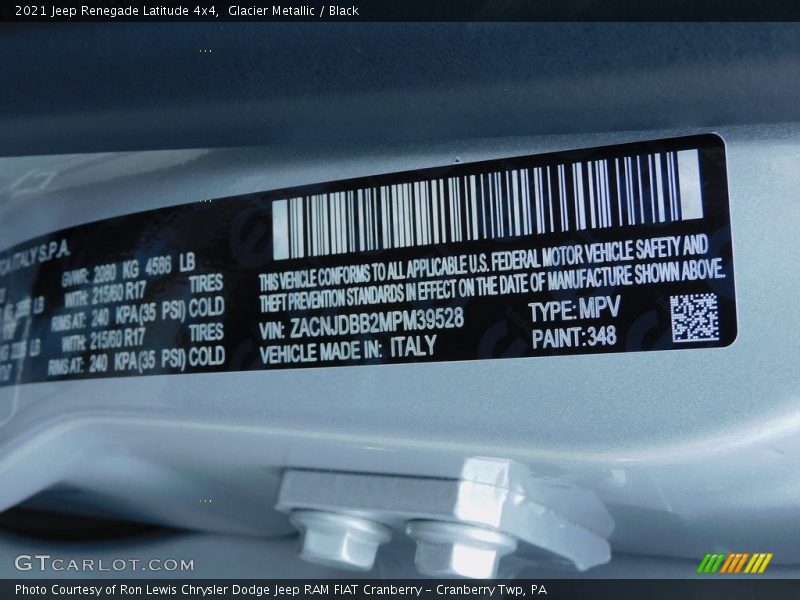 2021 Jeep Renegade Latitude 4x4, Glacier Metallic / Black
ITALY S.P.A.
GVWR: 2080 KG 4586 LB
WITH: 215/60 R17 TIRES
RIMS AT: 240 KPA(35 PSI) COLD
WITH: 215/60 R17 TIRES
RIMS AT: 240 KPA(35 PSI) COLD
LB
LB
THIS VEHICLE CONFORMS TO ALL APPLICABLE U.S. FEDERAL MOTOR VEHICLE SAFETY AND
THEFT PREVENTION STANDARDS IN EFFECT ON THE DATE OF MANUFACTURE SHOWN ABOVE.
VIN: ZACNJDBB2MPM39528 TYPE: MPV
VEHICLE MADE IN: ITALY PAINT:348
GTCARLOT.COM
Photo Courtesy of Ron Lewis Chrysler Dodge Jeep RAM FIAT Cranberry – Cranberry Twp, PA